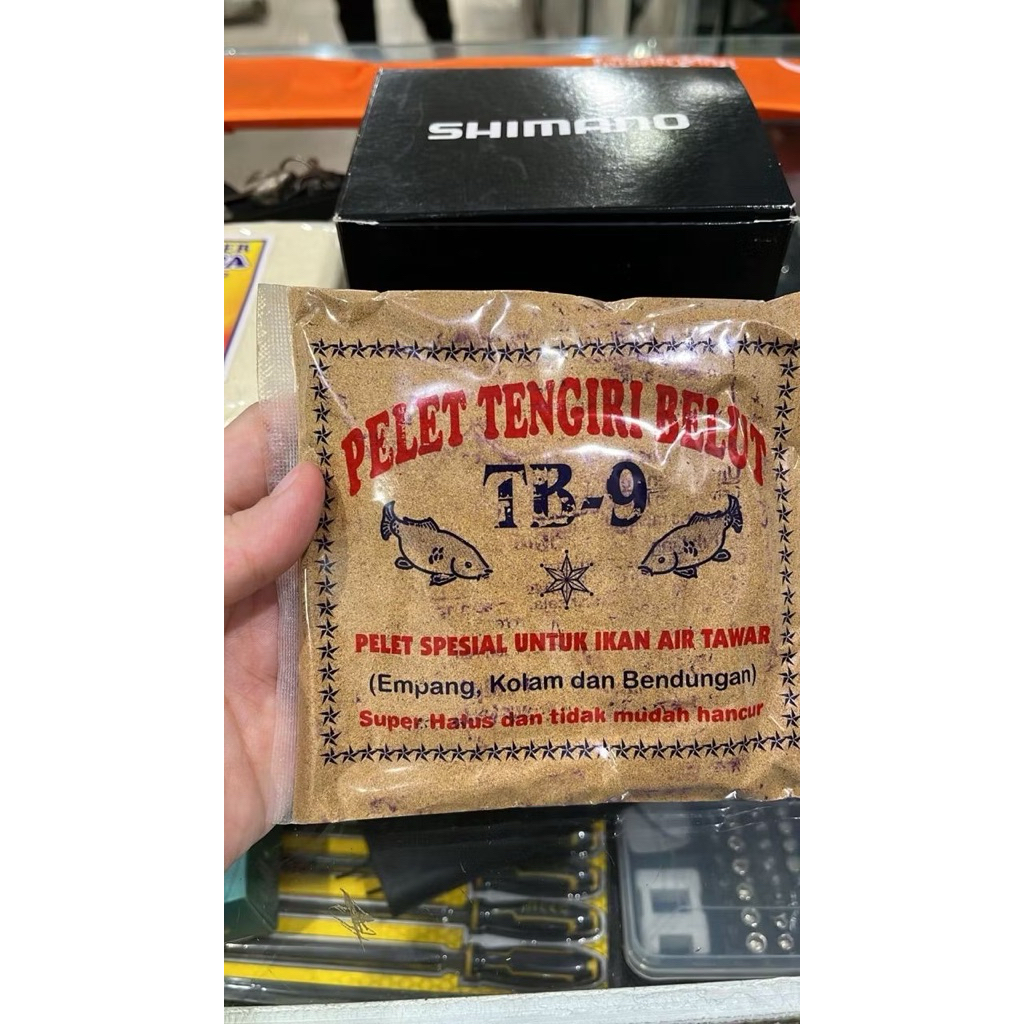 SHIMANO
PELET TENGIRI BELUT
TB-9
PELET SPESIAL UNTUK IKAN AIR TAWAR
(Empang, Kolam dan Bendungan)
Super Halus dan tidak mudah hancur